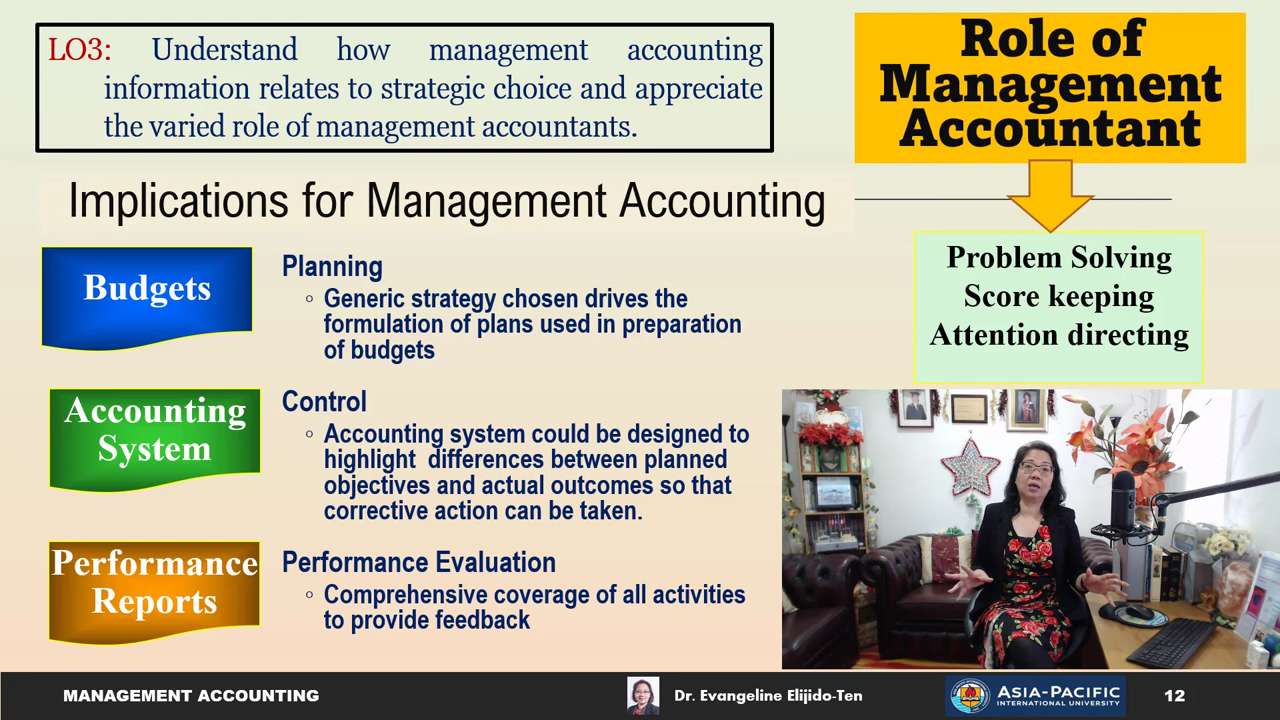 LO3: Understand how management accounting
information relates to strategic choice and appreciate
the varied role of management accountants.
Role of
Management
Accountant
Implications for Management Accounting
Problem Solving
Score keeping
Attention directing
Budgets
Planning
◦ Generic strategy chosen drives the
formulation of plans used in preparation
of budgets
Accounting
System
Control
◦ Accounting system could be designed to
highlight differences between planned
objectives and actual outcomes so that
corrective action can be taken.
Performance
Reports
Performance Evaluation
◦ Comprehensive coverage of all activities
to provide feedback
MANAGEMENT ACCOUNTING
Dr. Evangeline Elijido-Ten
ASIA-PACIFIC
INTERNATIONAL UNIVERSITY
12